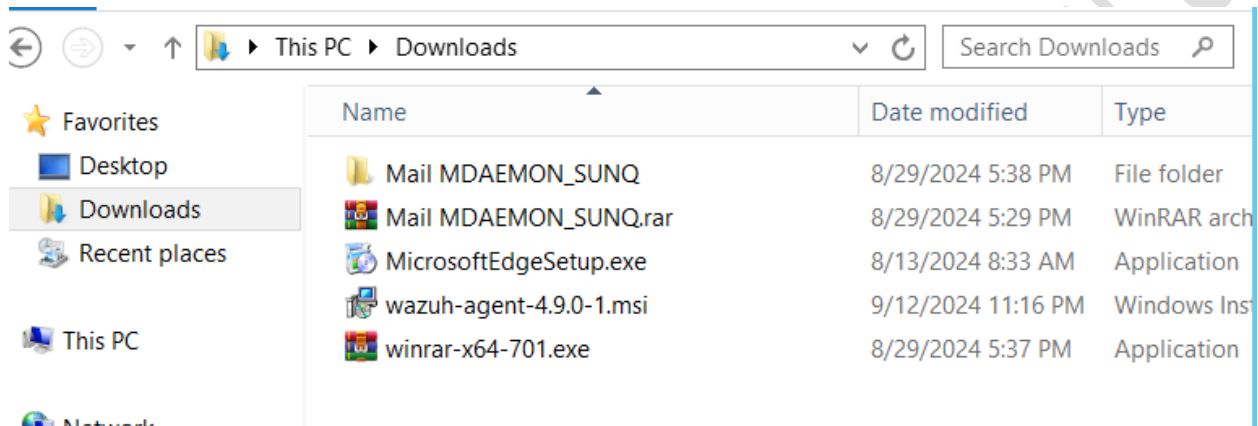 This PC Downloads Search Downloads
Favorites
Desktop
Downloads
Recent places
This PC
Network
Name Date modified Type
Mail MDAEMON_SUNQ 8/29/2024 5:38 PM File folder
Mail MDAEMON_SUNQ.rar 8/29/2024 5:29 PM WinRAR arch
MicrosoftEdgeSetup.exe 8/13/2024 8:33 AM Application
wazuh-agent-4.9.0-1.msi 9/12/2024 11:16 PM Windows Inst
winrar-x64-701.exe 8/29/2024 5:37 PM Application